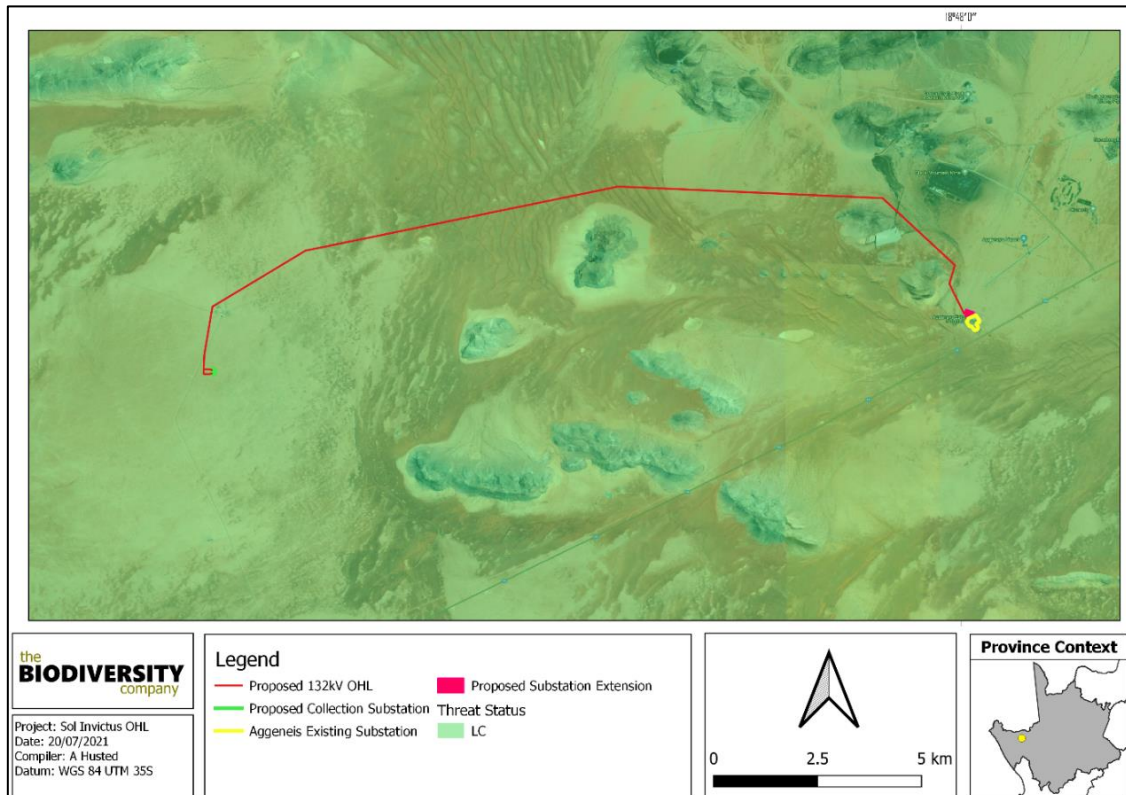 18°48'0"
the
BIODIVERSITY
company
Project: Sol Invictus OHL
Date: 20/07/2021
Compiler: A Husted
Datum: WGS 84 UTM 35S
Legend
Proposed 132kV OHL
Proposed Collection Substation
Aggeneis Existing Substation
Proposed Substation Extension
Threat Status
LC
0 2.5 5 km
Province Context